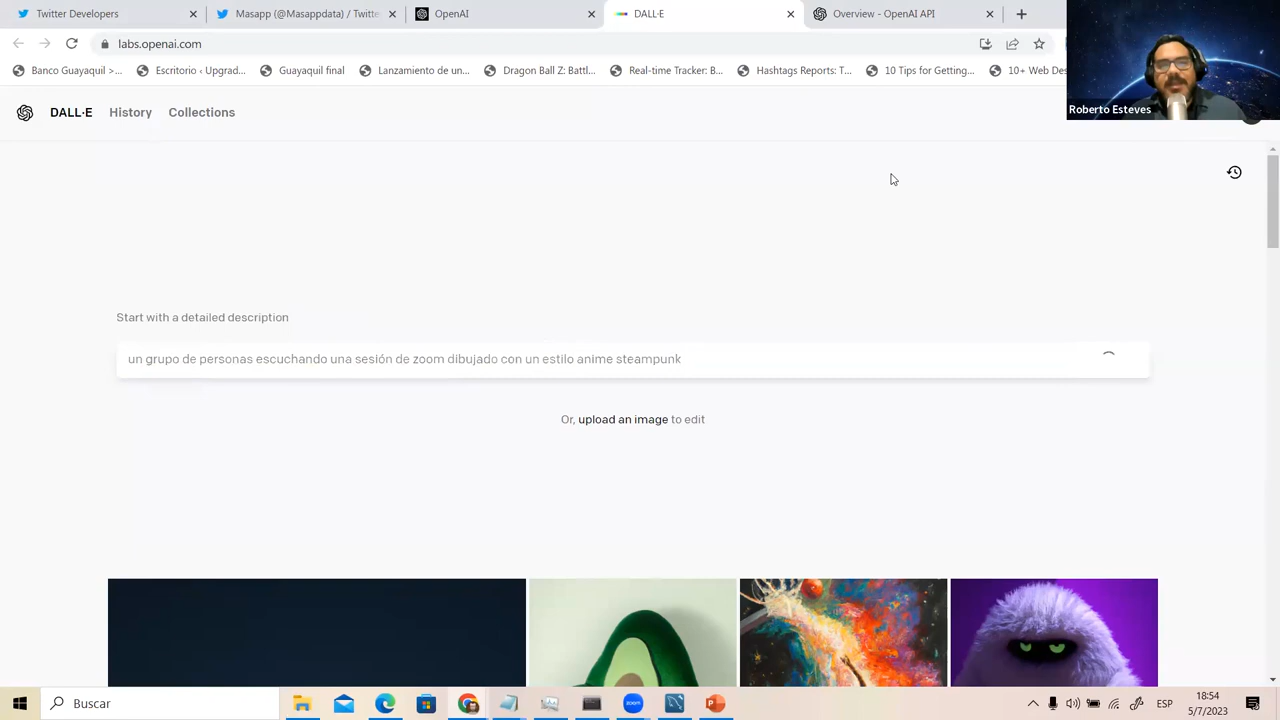 Twitter Developers
Masapp (@Masappdata) / Twitte
OpenAI
DALL·E
Overview - OpenAI API
labs.openai.com
Banco Guayaquil >...
Escritorio ‹ Upgrad...
Guayaquil final
Lanzamiento de un...
Dragon Ball Z: Battl...
Real-time Tracker: B...
Hashtags Reports: T...
10 Tips for Getting...
10+ Web Des
Roberto Esteves
DALL·E
History
Collections
Start with a detailed description
un grupo de personas escuchando una sesión de zoom dibujado con un estilo anime steampunk
Or, upload an image to edit
Buscar
zoom
ESP
18:54
5/7/2023